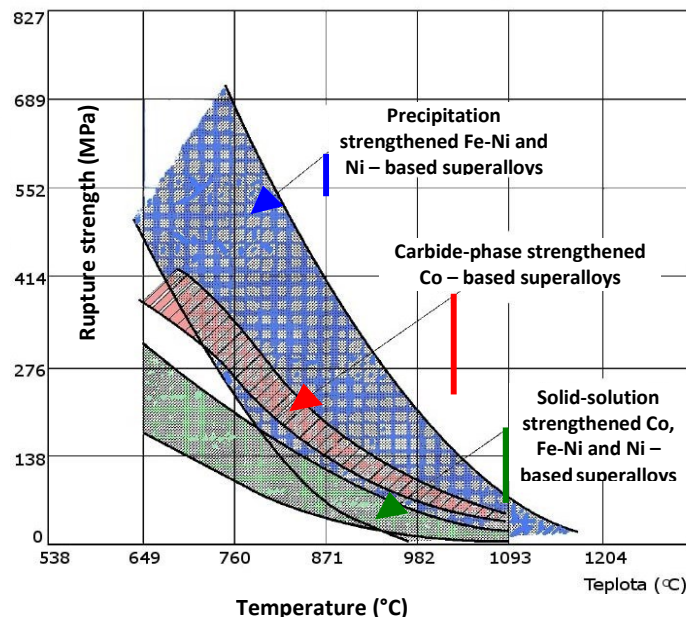 827
689
552
414
276
138
0
Rupture strength (MPa)
Precipitation
strengthened Fe-Ni and
Ni – based superalloys
Carbide-phase strengthened
Co – based superalloys
Solid-solution
strengthened Co,
Fe-Ni and Ni –
based superalloys
538 649 760 871 982 1093 1204
Teplota (°C)
Temperature (°C)